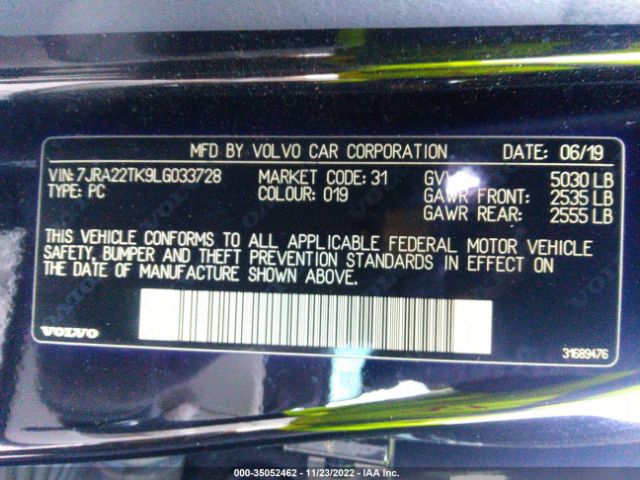 MFD BY VOLVO CAR CORPORATION DATE: 06/19
VIN: 7JRA22TK9LG033728 MARKET CODE: 31 5030 LB
TYPE: PC COLOUR: 019 GAWR FRONT: 2535 LB
GAWR REAR: 2555 LB
THIS VEHICLE CONFORMS TO ALL APPLICABLE FEDERAL MOTOR VEHICLE
SAFETY, BUMPER AND THEFT PREVENTION STANDARDS IN EFFECT ON
THE DATE OF MANUFACTURE SHOWN ABOVE.
VOLVO 31689476
000-35052462 - 11/23/2022 - IAA Inc.